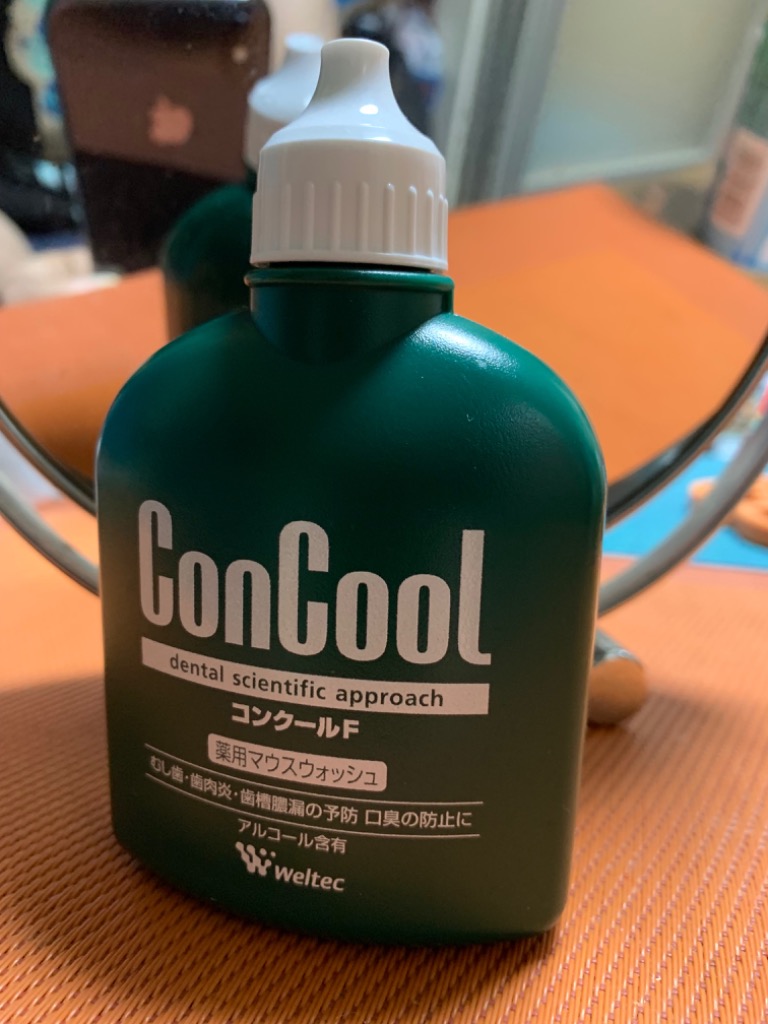 ConCool
dental scientific approach
コンクールF
薬用マウスウォッシュ
むし歯・歯肉炎・歯槽膿漏の予防 口臭の防止に
アルコール含有
weltec